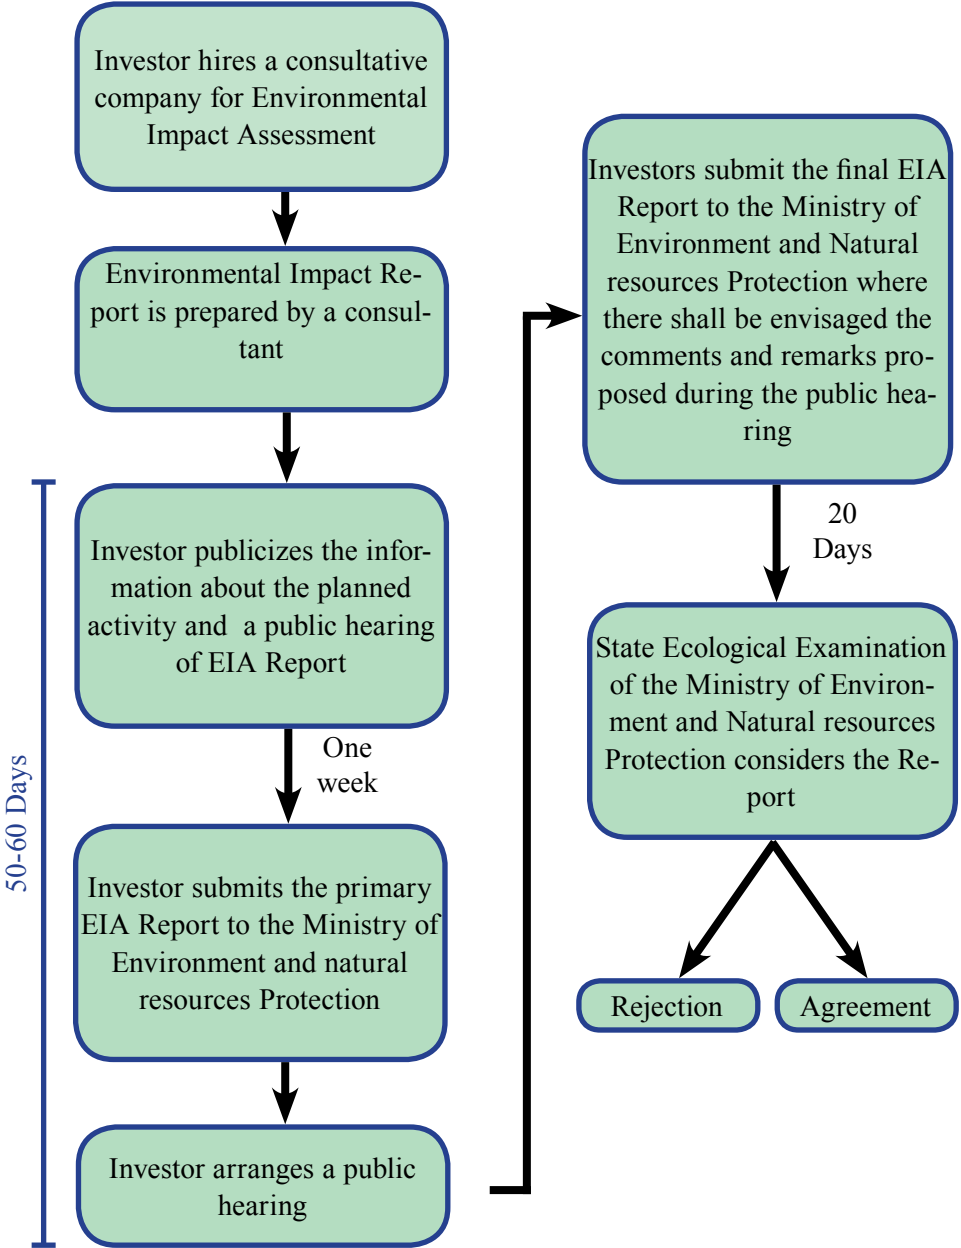 Investor hires a consultative
company for Environmental
Impact Assessment
Environmental Impact Re-
port is prepared by a consul-
tant
Investor publicizes the infor-
mation about the planned
activity and a public hearing
of EIA Report
One
week
Investor submits the primary
EIA Report to the Ministry of
Environment and natural
resources Protection
Investor arranges a public
hearing
50-60 Days
Investors submit the final EIA
Report to the Ministry of
Environment and Natural
resources Protection where
there shall be envisaged the
comments and remarks pro-
posed during the public hea-
ring
20
Days
State Ecological Examination
of the Ministry of Environ-
ment and Natural resources
Protection considers the Re-
port
Rejection
Agreement